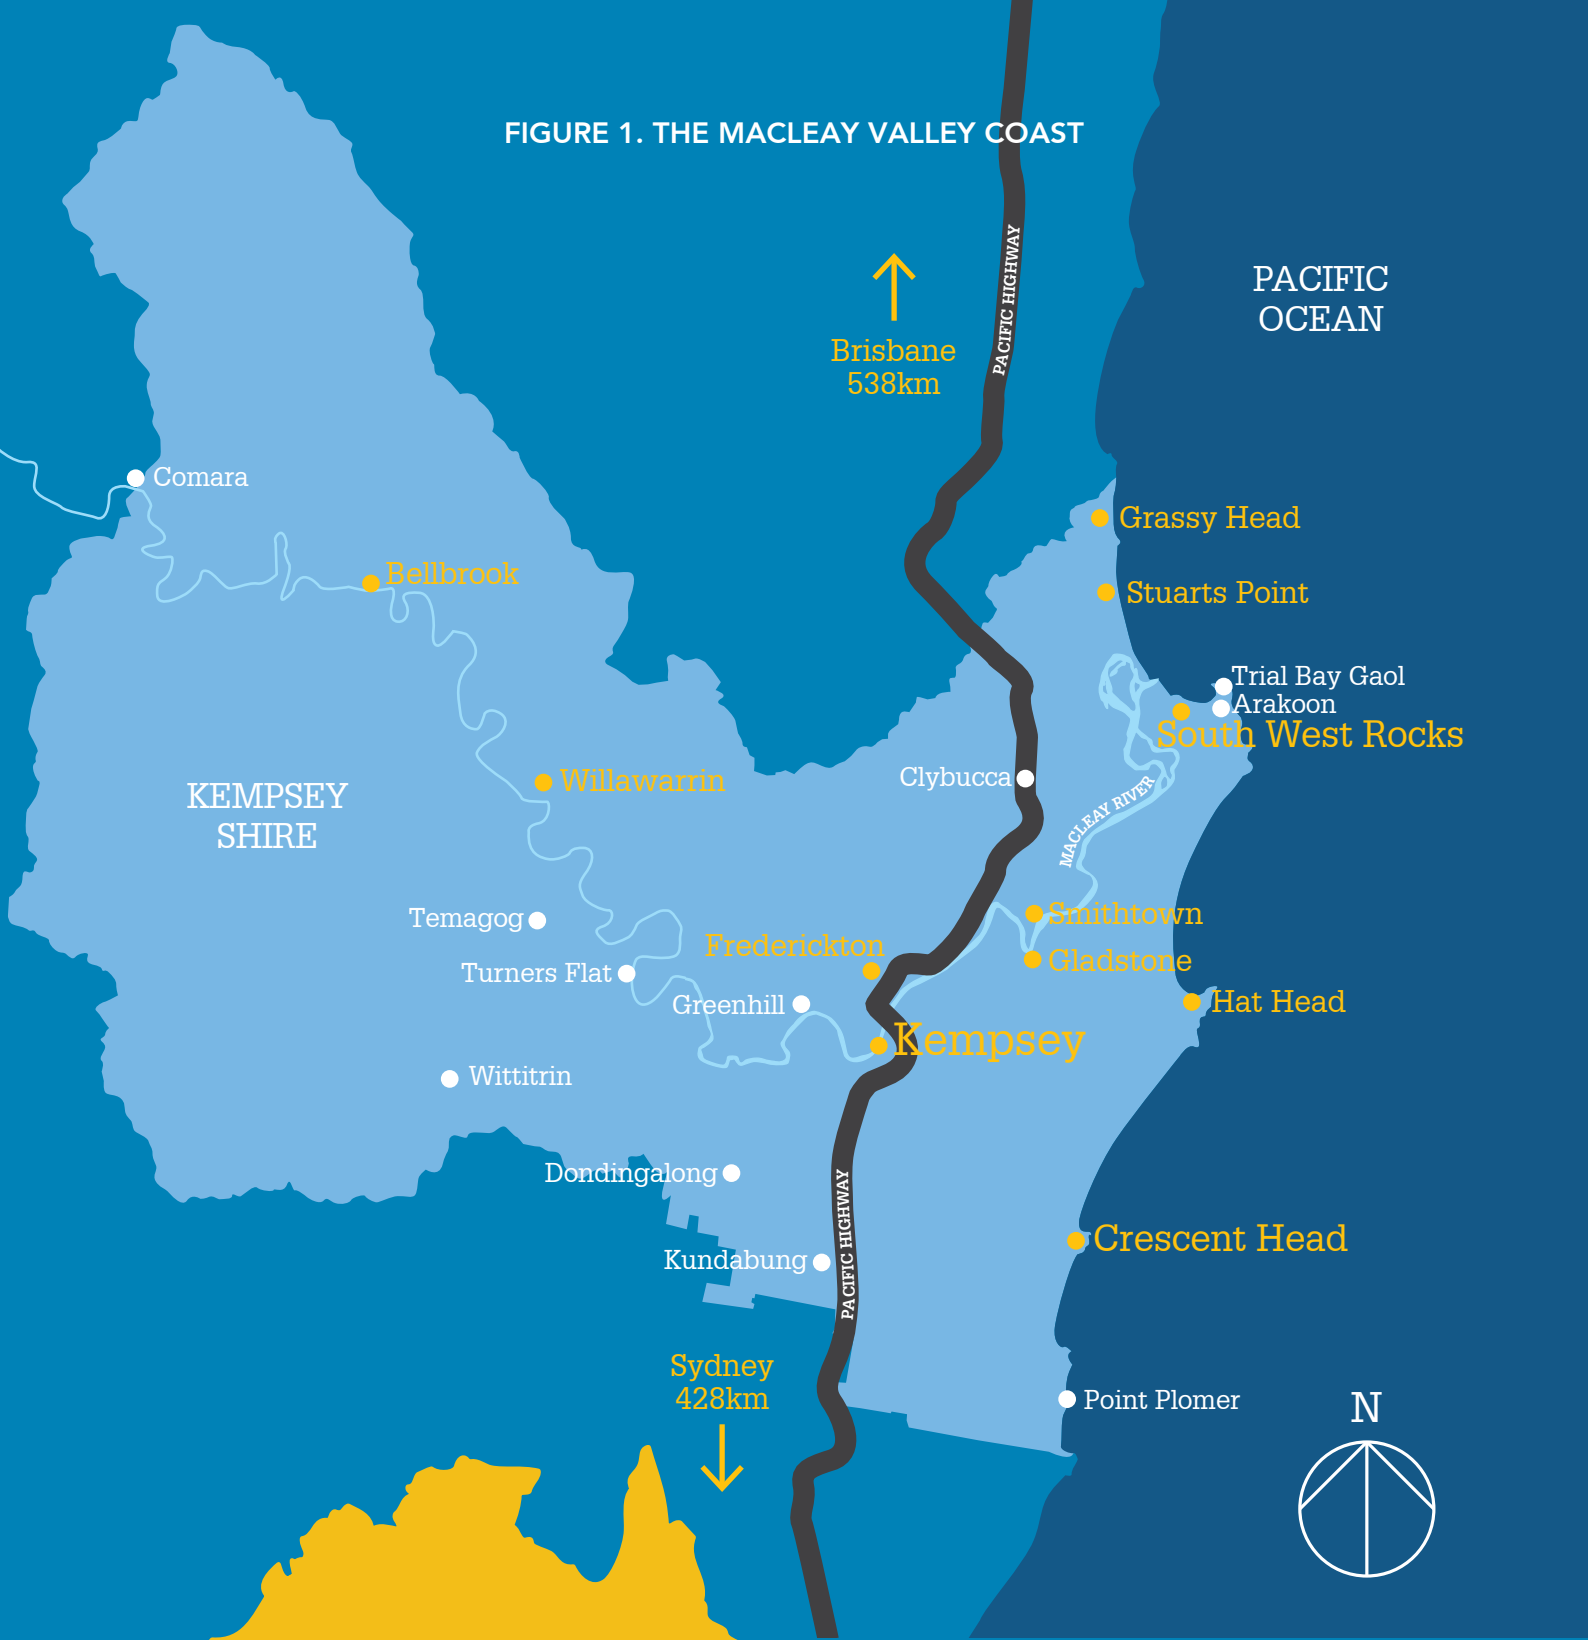 FIGURE 1. THE MACLEAY VALLEY COAST
PACIFIC HIGHWAY
PACIFIC
OCEAN
Brisbane
538km
Comara
Grassy Head
Bellbrook
Stuarts Point
Trial Bay Gaol
Arakoon
South West Rocks
Clybucca
Willawarrin
KEMPSEY
SHIRE
MACLEAY RIVER
Temagog
Smithtown
Frederickton
Gladstone
Turners Flat
Greenhill
Hat Head
Kempsey
Wittitrin
Dondingalong
PACIFIC HIGHWAY
Crescent Head
Kundabung
Sydney
428km
Point Plomer
N